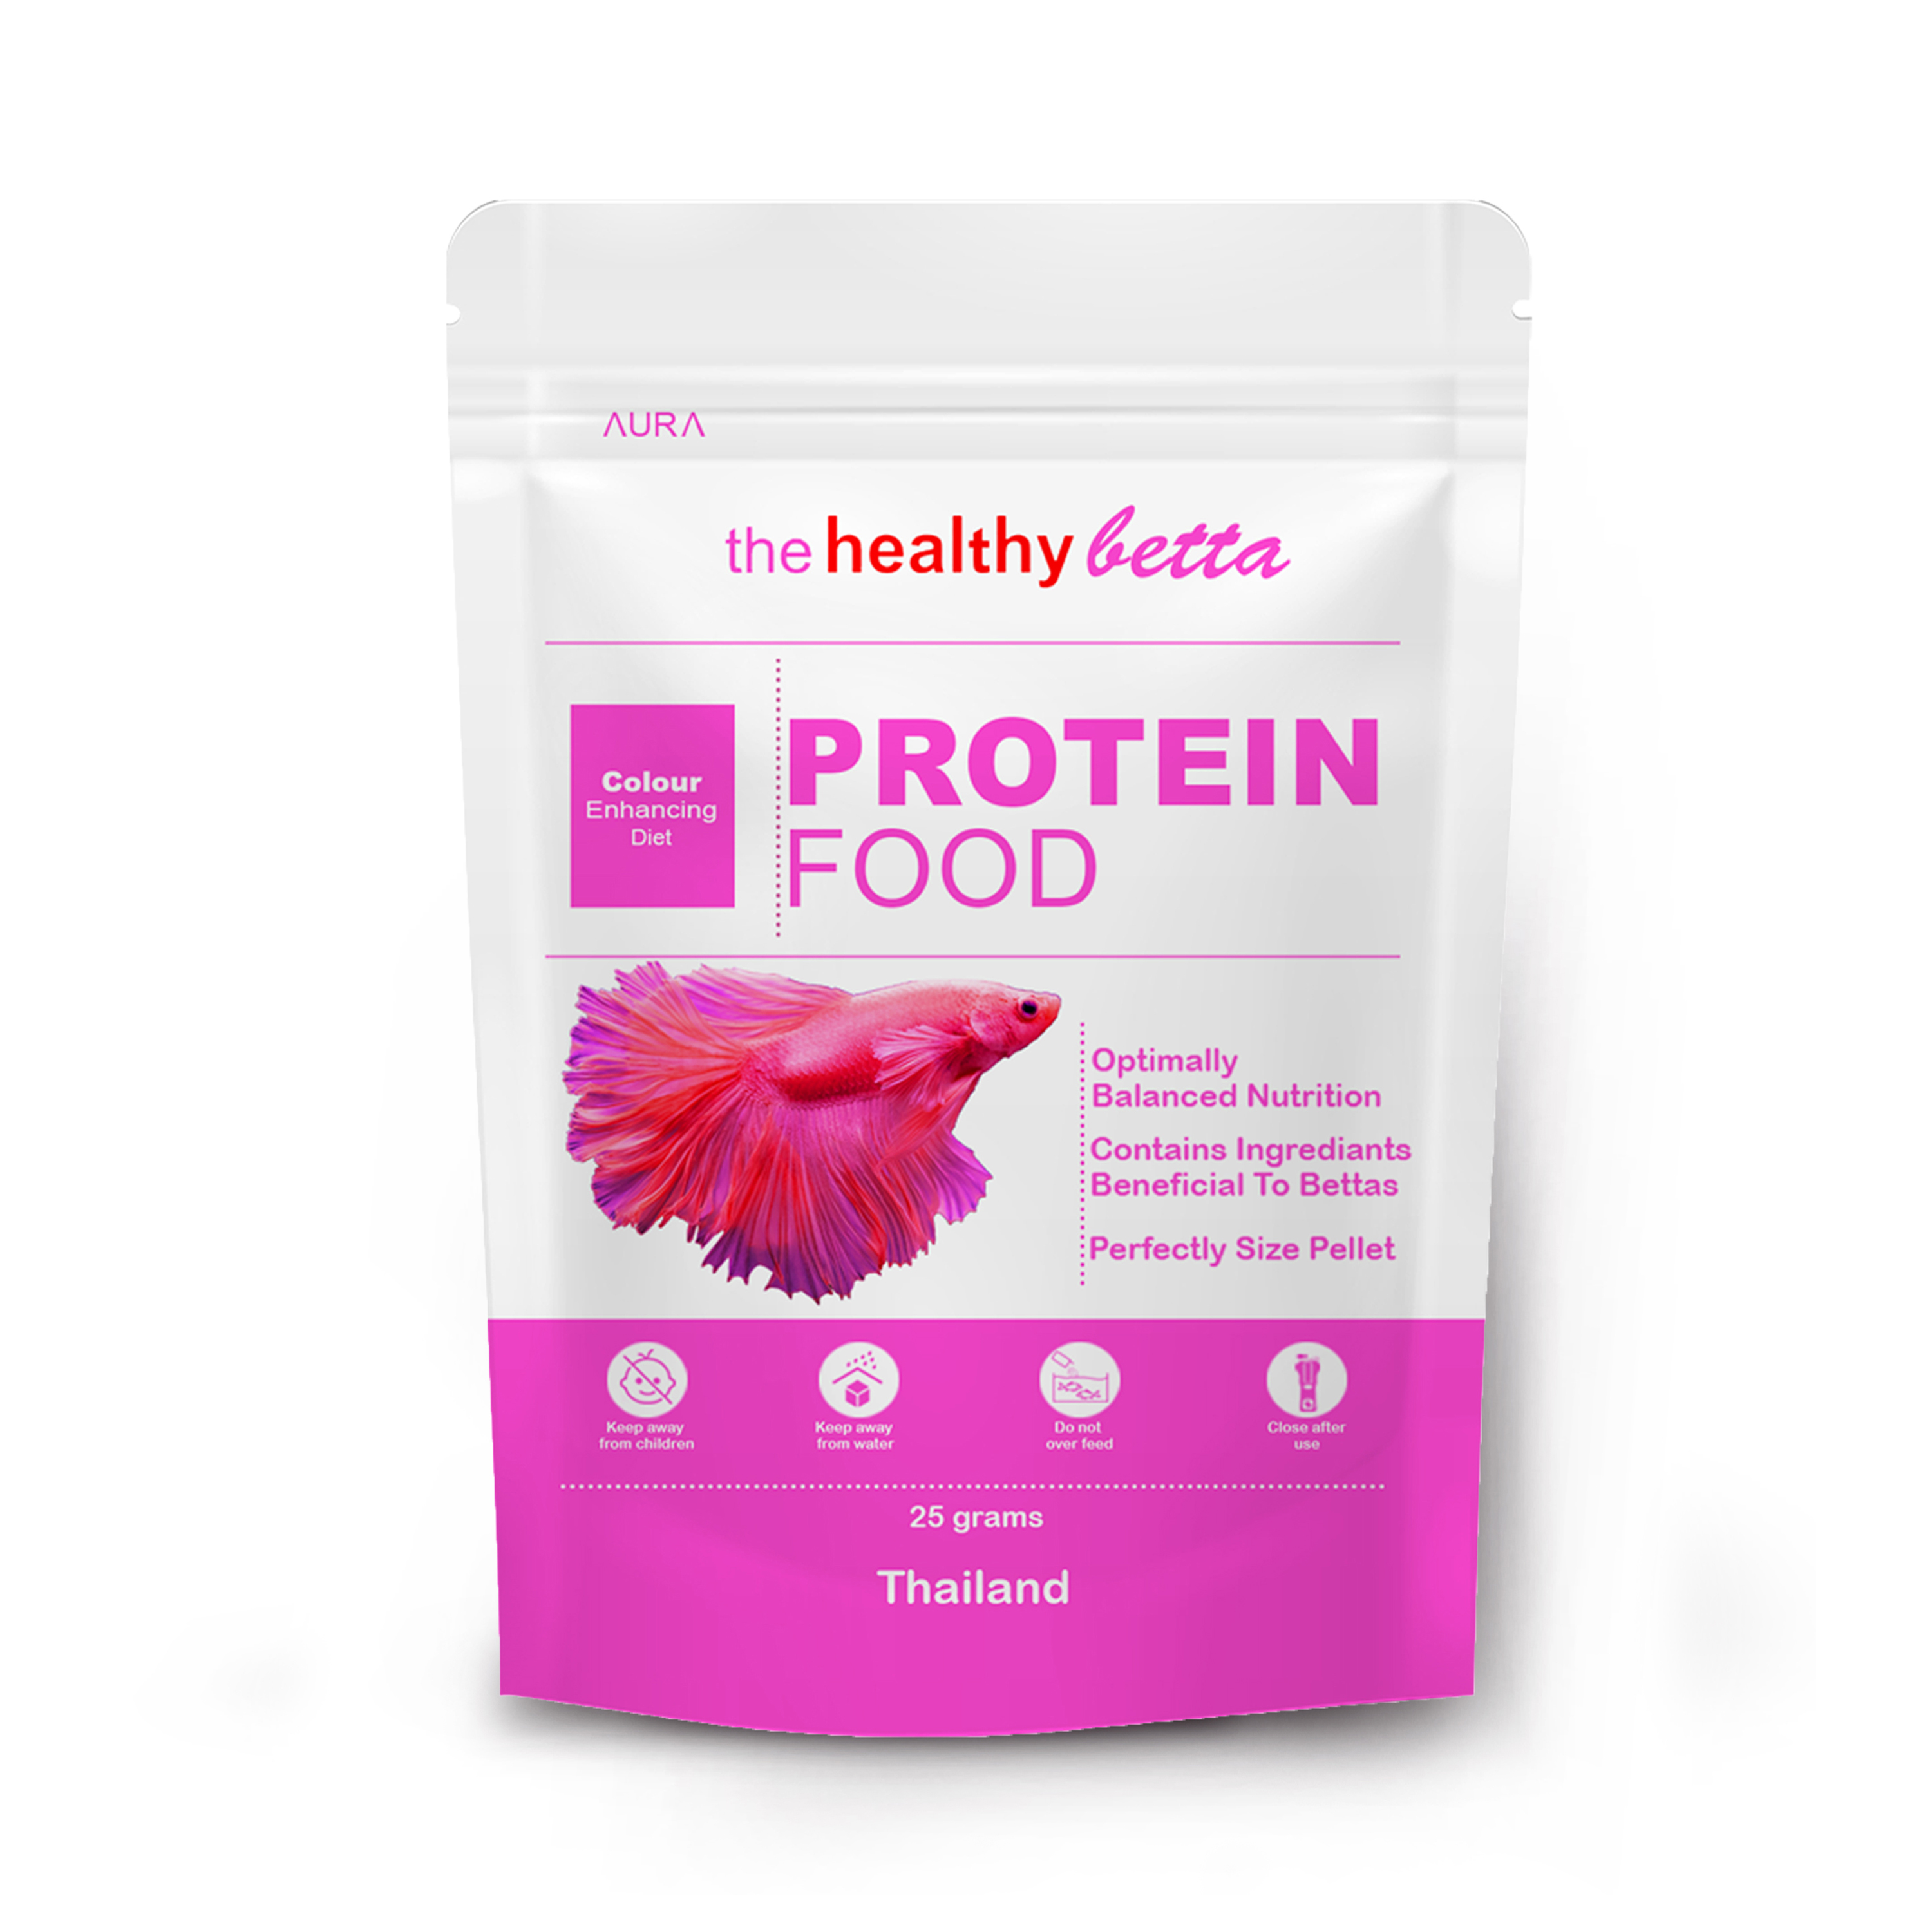 AURA
the healthy betta
Colour
Enhancing
Diet
PROTEIN
FOOD
Optimally
Balanced Nutrition
Contains Ingrediants
Beneficial To Bettas
Perfectly Size Pellet
Keep away
from children
Keep away
from water
Do not
over feed
Close after
use
25 grams
Thailand